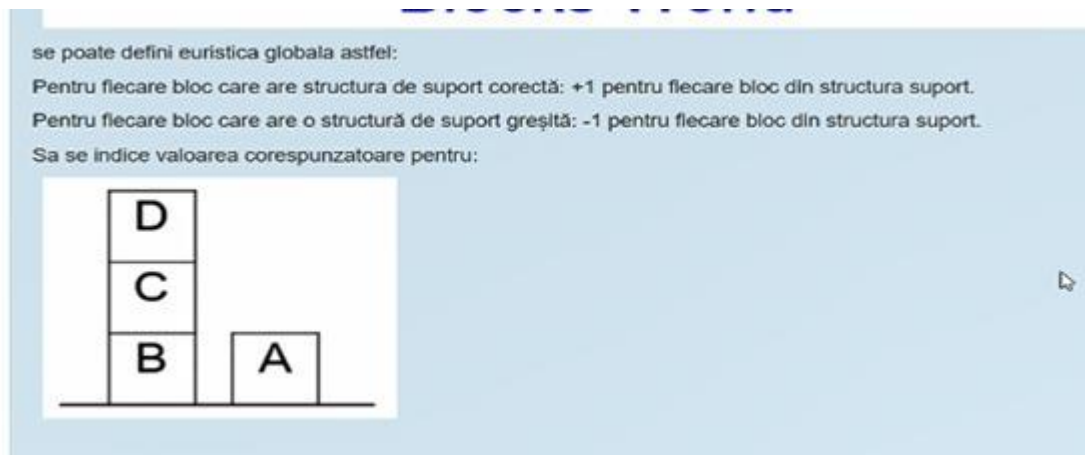 se poate defini euristica globala astfel:
Pentru fiecare bloc care are structura de suport corectă: +1 pentru fiecare bloc din structura suport.
Pentru fiecare bloc care are o structură de suport greșită: -1 pentru fiecare bloc din structura suport.
Sa se indice valoarea corespunzatoare pentru:
D
C
B A